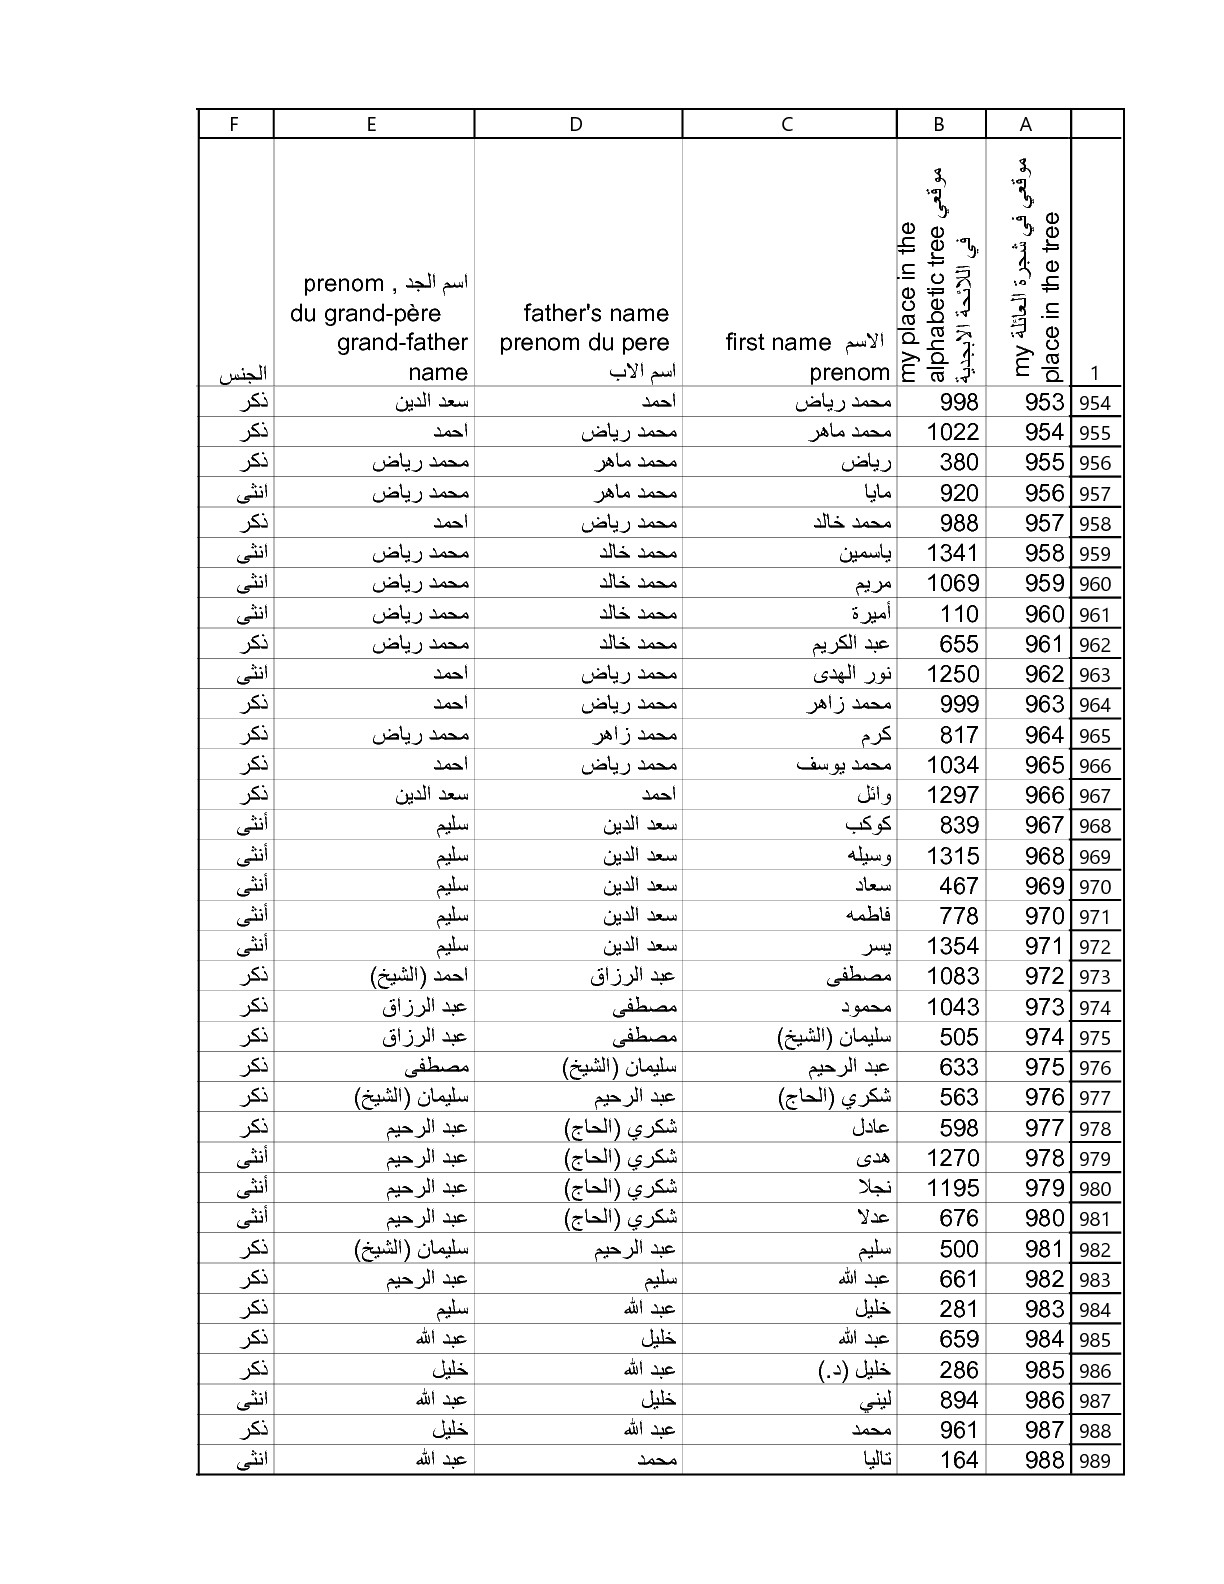 A B C D E F
1
موقعي في شجرة العائلة my place in the tree
my place in the alphabetic tree موقعي في اللائحة الابجدية
first name الاسم
prenom
father's name
prenom du pere
اسم الاب
prenom , اسم الجد
du grand-père
grand-father
name
الجنس
954 953 998 محمد رياض احمد سعد الدين ذكر
955 954 1022 محمد ماهر محمد رياض احمد ذكر
956 955 380 رياض محمد ماهر محمد رياض ذكر
957 956 920 مايا محمد ماهر محمد رياض انثى
958 957 988 محمد خالد محمد رياض احمد ذكر
959 958 1341 ياسمين محمد خالد محمد رياض انثى
960 959 1069 مريم محمد خالد محمد رياض انثى
961 960 110 أميرة محمد خالد محمد رياض انثى
962 961 655 عبد الكريم محمد خالد محمد رياض ذكر
963 962 1250 نور الهدى محمد رياض احمد انثى
964 963 999 محمد زاهر محمد رياض احمد ذكر
965 964 817 كرم محمد زاهر محمد رياض ذكر
966 965 1034 محمد يوسف محمد رياض احمد ذكر
967 966 1297 وائل احمد سعد الدين ذكر
968 967 839 كوكب سعد الدين سليم أنثى
969 968 1315 وسيله سعد الدين سليم أنثى
970 969 467 سعاد سعد الدين سليم أنثى
971 970 778 فاطمه سعد الدين سليم أنثى
972 971 1354 يسر سعد الدين سليم أنثى
973 972 1083 مصطفى عبد الرزاق احمد (الشيخ) ذكر
974 973 1043 محمود مصطفى عبد الرزاق ذكر
975 974 505 سليمان (الشيخ) مصطفى عبد الرزاق ذكر
976 975 633 عبد الرحيم سليمان (الشيخ) مصطفى ذكر
977 976 563 شكري (الحاج) عبد الرحيم سليمان (الشيخ) ذكر
978 977 598 عادل شكري (الحاج) عبد الرحيم ذكر
979 978 1270 هدى شكري (الحاج) عبد الرحيم أنثى
980 979 1195 نجلا شكري (الحاج) عبد الرحيم أنثى
981 980 676 عدلا شكري (الحاج) عبد الرحيم أنثى
982 981 500 سليم عبد الرحيم سليمان (الشيخ) ذكر
983 982 661 عبد الله سليم عبد الرحيم ذكر
984 983 281 خليل عبد الله سليم ذكر
985 984 659 عبد الله خليل عبد الله ذكر
986 985 286 خليل (د.) عبد الله خليل ذكر
987 986 894 ليني خليل عبد الله انثى
988 987 961 محمد عبد الله خليل ذكر
989 988 164 تاليا محمد عبد الله انثى